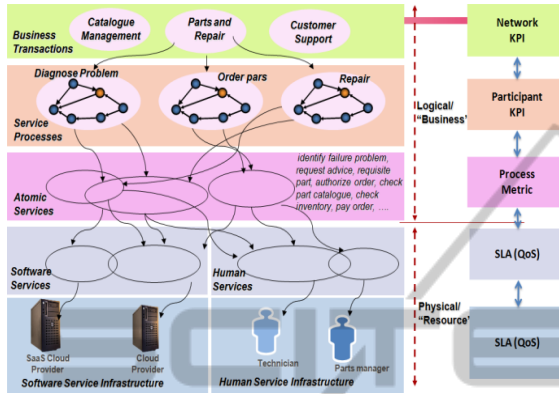 Catalogue
Management
Parts and
Repair
Customer
Support
Business
Transactions
Network
KPI
Diagnose Problem
Order pars
Repair
Service
Processes
Logical/
“Business’
Participant
KPI
identify failure problem,
request advice, requisite
part, authorize order, check
part catalogue, check
inventory, pay order, ....
Atomic
Services
Process
Metric
Software
Services
Human
Services
SLA (QoS)
Physical/
“Resource’
SaaS Cloud
Provider
Cloud
Provider
Technician
Parts manager
Software Service Infrastructure
Human Service Infrastructure
SLA (QoS)